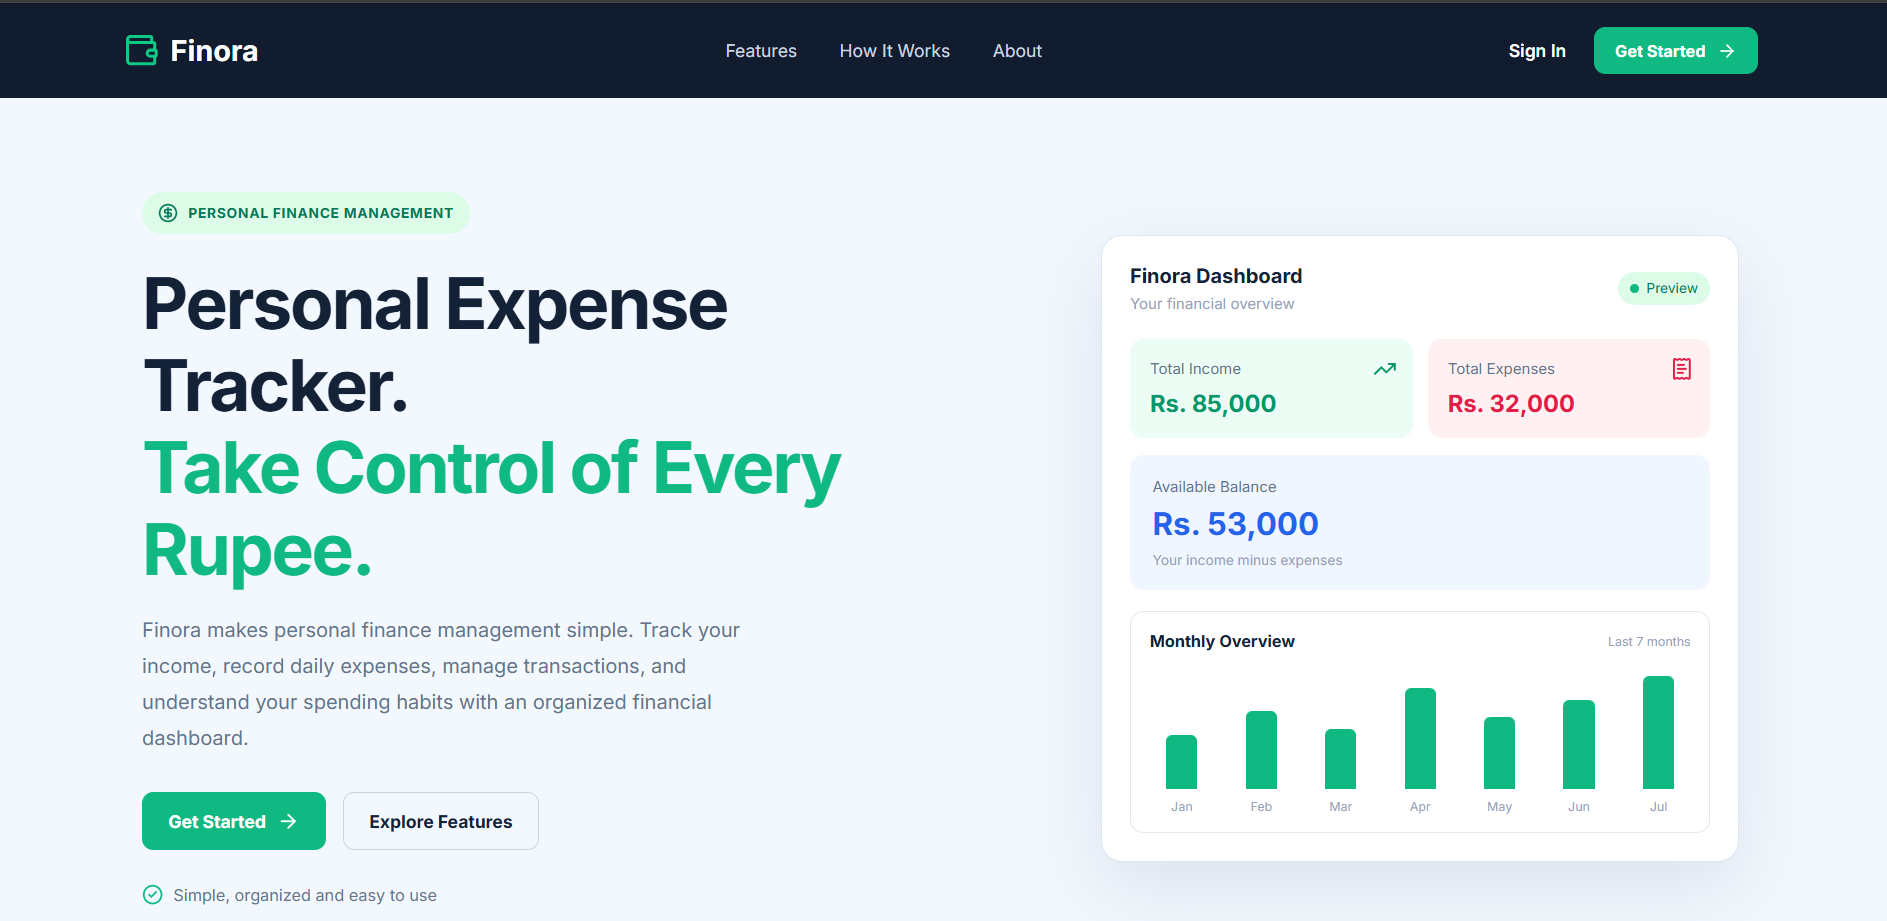 Finora
Features
How It Works
About
Sign In
Get Started
PERSONAL FINANCE MANAGEMENT
Personal Expense
Tracker.
Take Control of Every
Rupee.
Finora makes personal finance management simple. Track your
income, record daily expenses, manage transactions, and
understand your spending habits with an organized financial
dashboard.
Get Started
Explore Features
Simple, organized and easy to use
Finora Dashboard
Your financial overview
Preview
Total Income
Rs. 85,000
Total Expenses
Rs. 32,000
Available Balance
Rs. 53,000
Your income minus expenses
Monthly Overview
Last 7 months
Jan
Feb
Mar
Apr
May
Jun
Jul